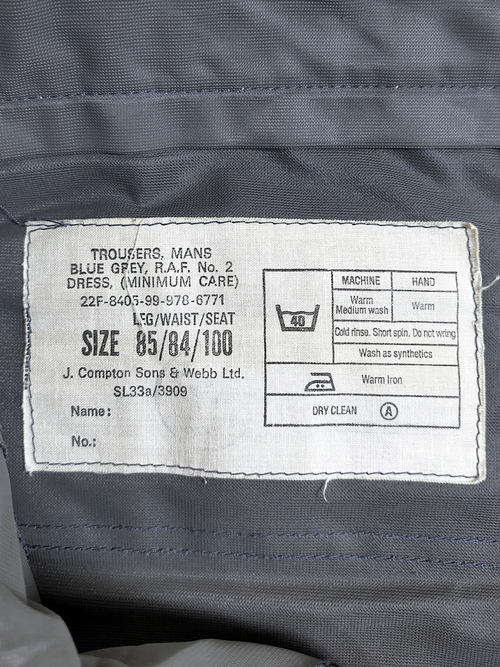 TROUSERS, MANS
BLUE GREY, R.A.F. No. 2
DRESS, (MINIMUM CARE)
22F-8405-99-978-6771
LEG/WAIST/SEAT
SIZE 85/84/100
J. Compton Sons & Webb Ltd.
SL33a/3909
Name:
No.:
40
MACHINE HAND
Warm Medium wash Warm
Cold rinse. Short spin. Do not wring
Wash as synthetics
Warm Iron
DRY CLEAN A